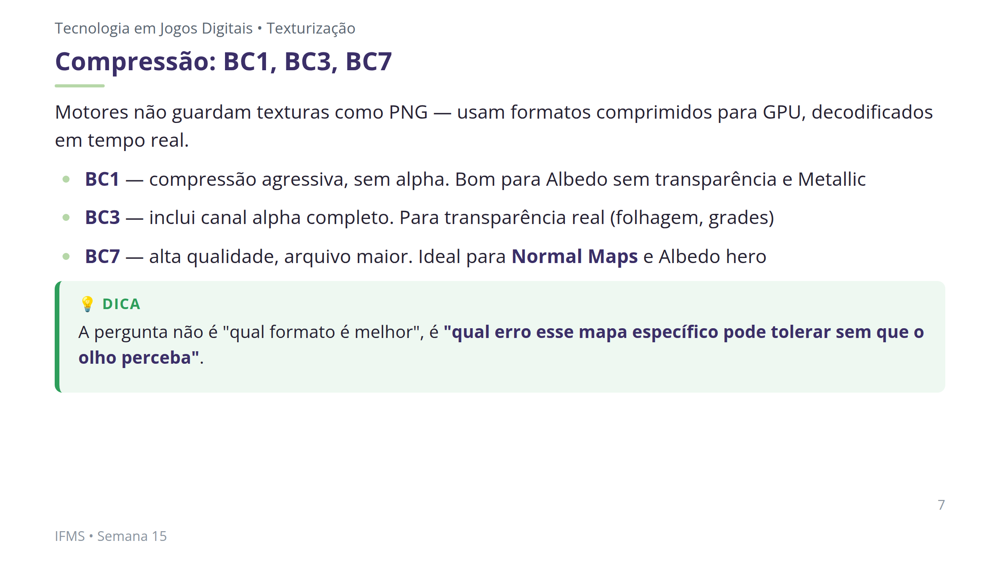 Tecnologia em Jogos Digitais • Texturização
Compressão: BC1, BC3, BC7
Motores não guardam texturas como PNG — usam formatos comprimidos para GPU, decodificados
em tempo real.
• BC1 — compressão agressiva, sem alpha. Bom para Albedo sem transparência e Metallic
• BC3 — inclui canal alpha completo. Para transparência real (folhagem, grades)
• BC7 — alta qualidade, arquivo maior. Ideal para Normal Maps e Albedo hero
💡 DICA
A pergunta não é "qual formato é melhor", é "qual erro esse mapa específico pode tolerar sem que o
olho perceba".
7
IFMS • Semana 15